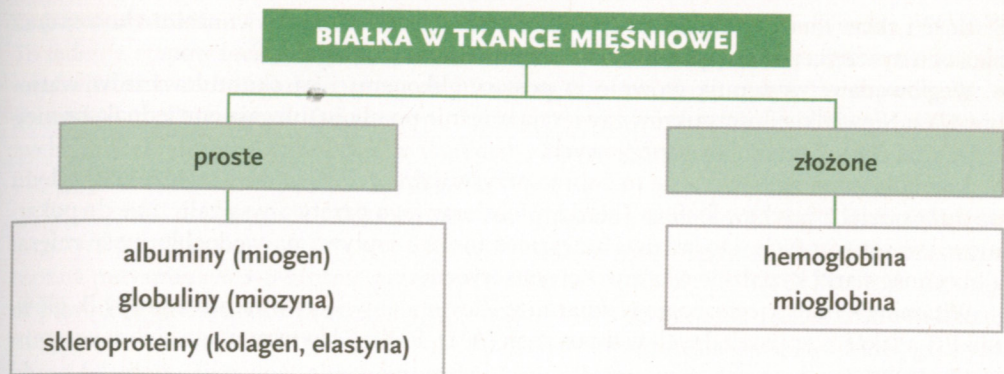 BIAŁKA W TKANCE MIĘŚNIOWEJ
proste
złożone
albuminy (miogen)
globuliny (miozyna)
skleroproteiny (kolagen, elastyna)
hemoglobina
mioglobina